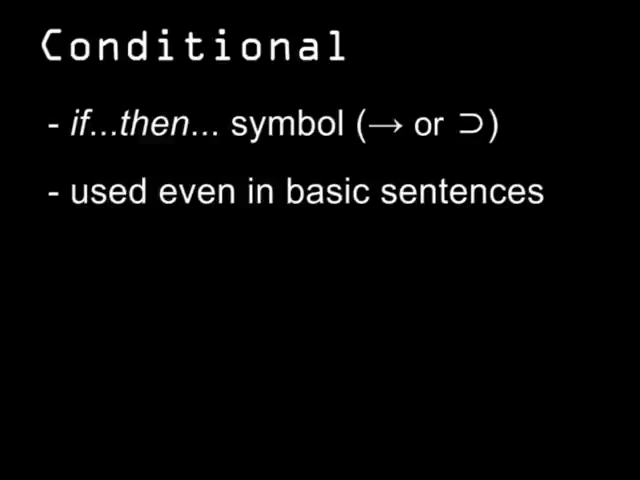 Conditional
- if...then... symbol (→ or ⊃)
- used even in basic sentences